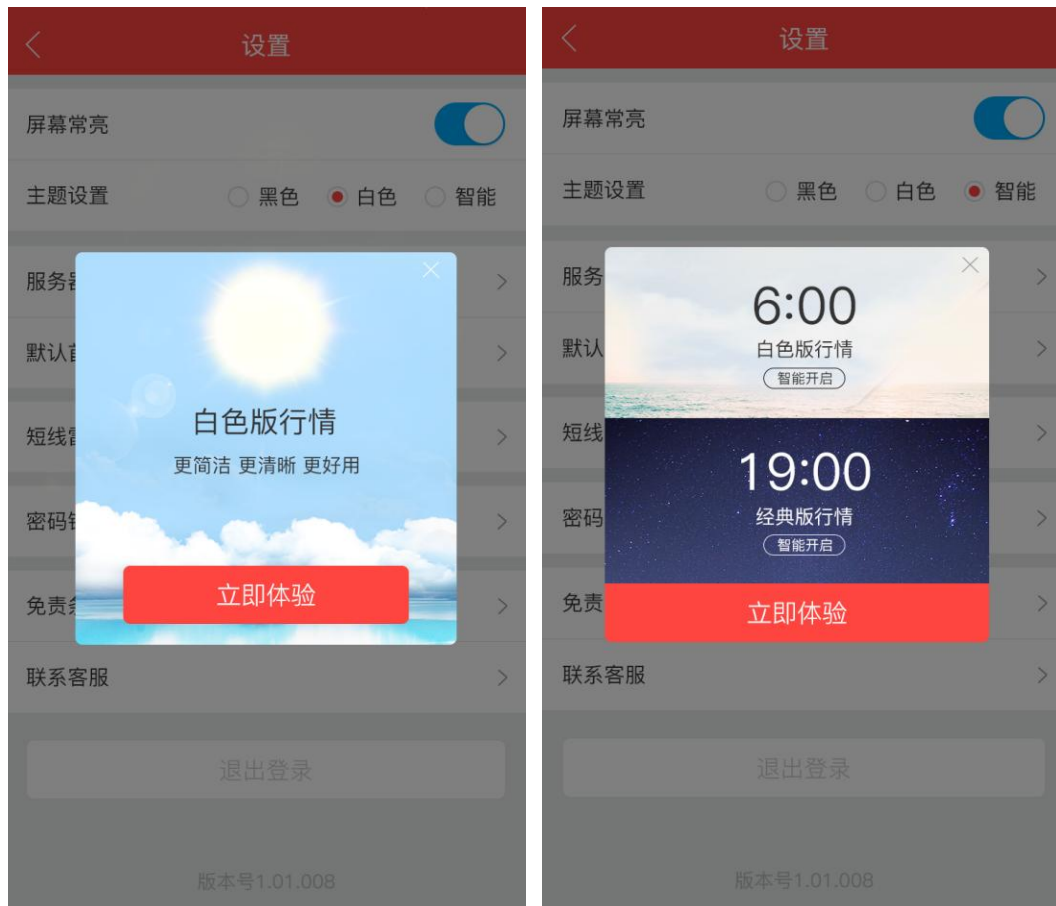 设置
屏幕常亮
主题设置 黑色 白色 智能
服务
默认
短线
密码
免责
白色版行情
更简洁 更清晰 更好用
立即体验
联系客服
退出登录
版本号1.01.008
设置
屏幕常亮
主题设置 黑色 白色 智能
服务
默认
短线
密码
免责
6:00
白色版行情
智能开启
19:00
经典版行情
智能开启
立即体验
联系客服
退出登录
版本号1.01.008